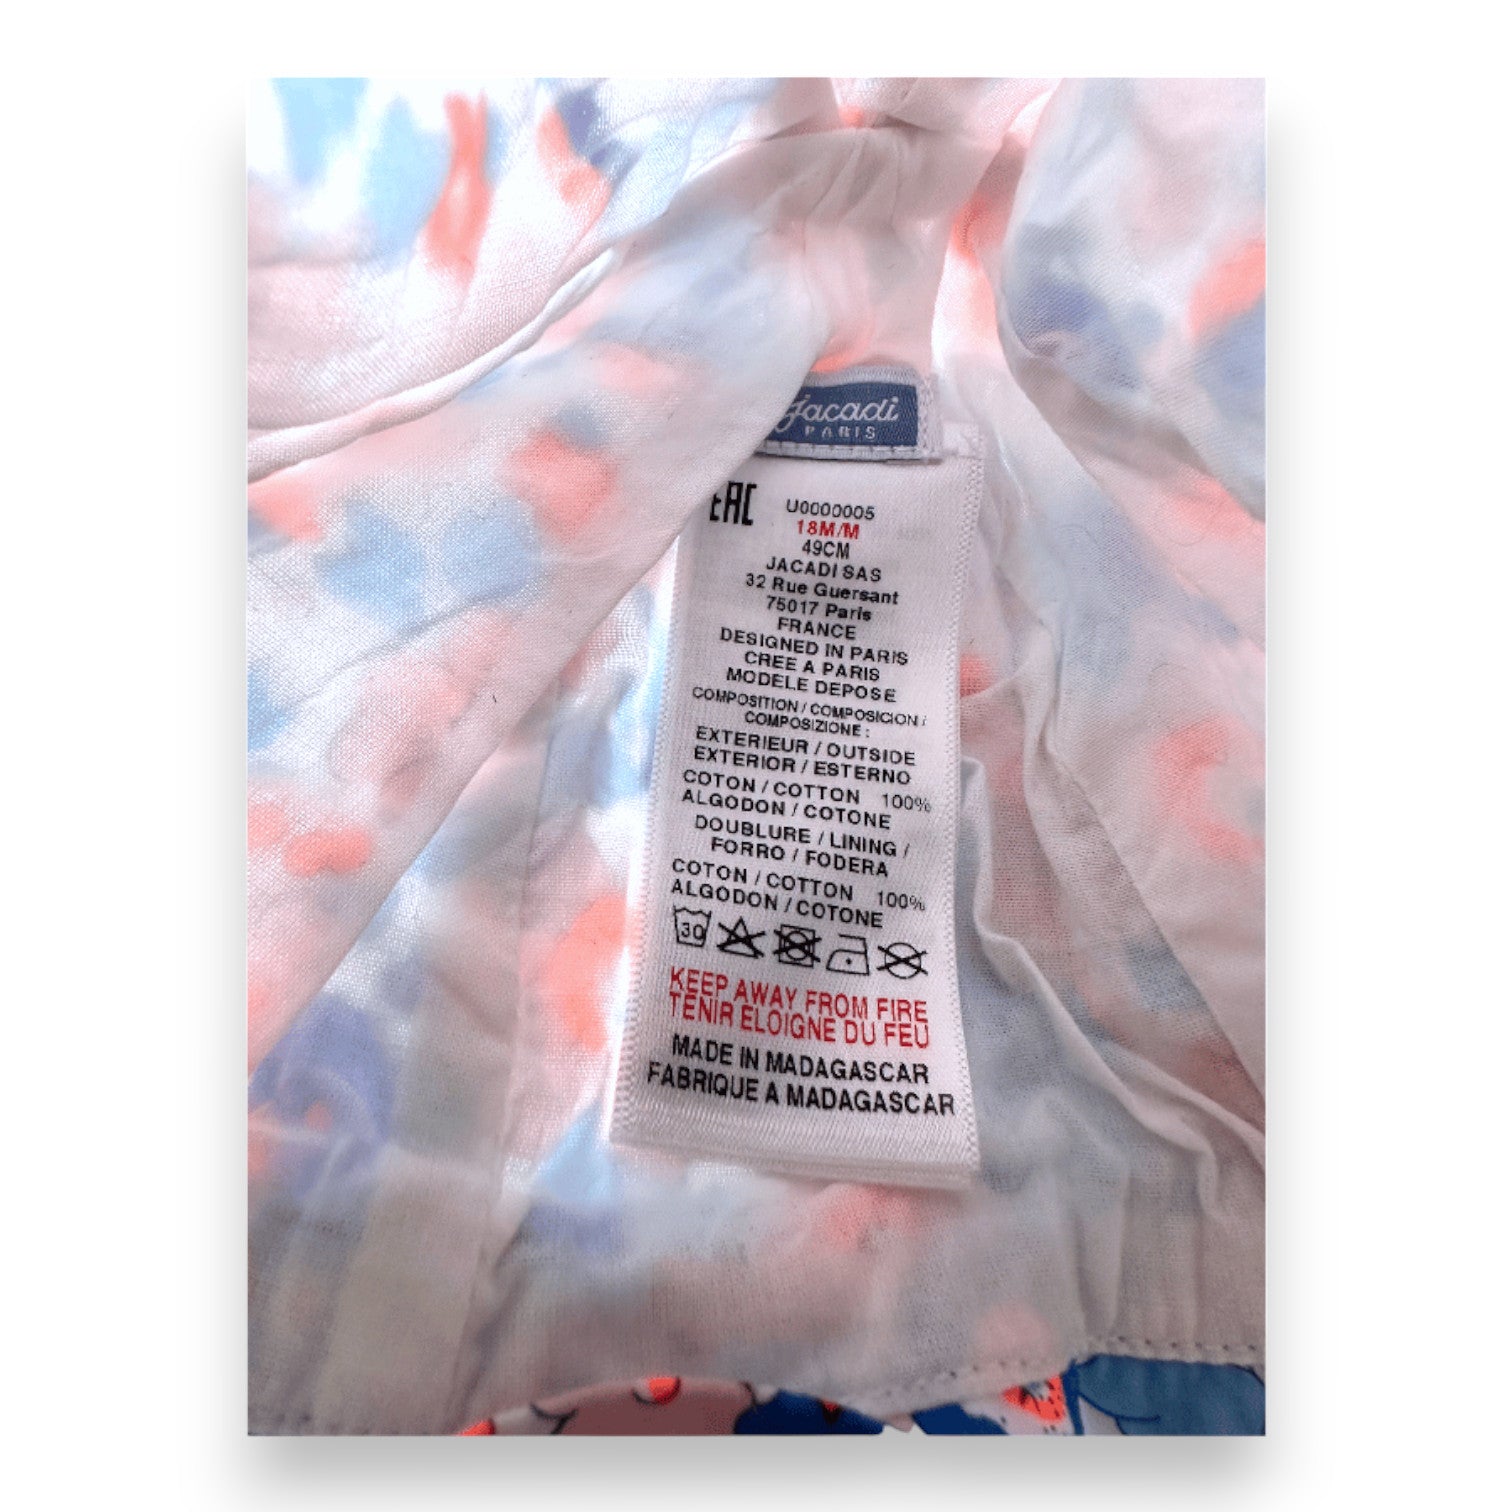 Jacadi
PARIS
EAC
U0000005
18M/M
49CM
JACADI SAS
32 Rue Guersant
75017 Paris
FRANCE
DESIGNED IN PARIS
CREE A PARIS
MODELE DEPOSE
COMPOSITION / COMPOSICION /
COMPOSIZIONE :
EXTERIEUR / OUTSIDE
EXTERIOR / ESTERNO
COTON / COTTON 100%
ALGODON / COTONE
DOUBLURE / LINING /
FORRO / FODERA
COTON / COTTON 100%
ALGODON / COTONE
30
KEEP AWAY FROM FIRE
TENIR ELOIGNE DU FEU
MADE IN MADAGASCAR
FABRIQUE A MADAGASCAR